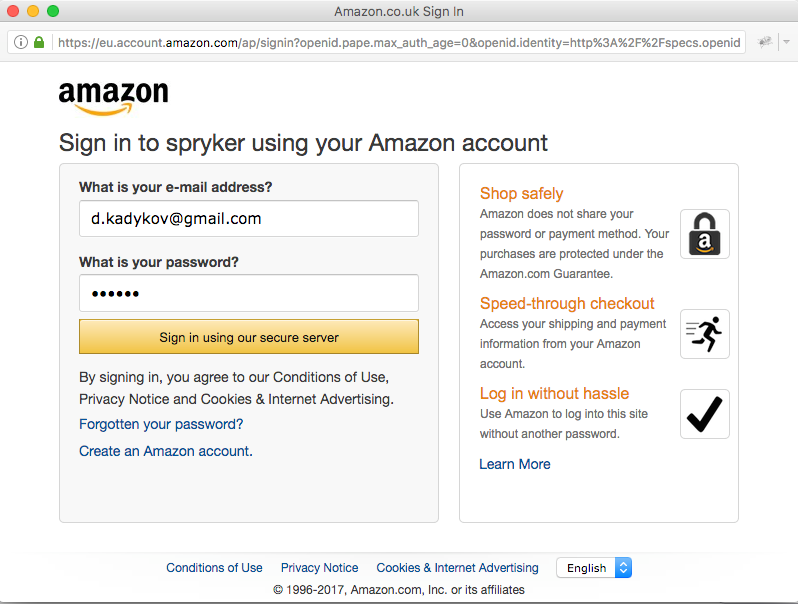 Amazon.co.uk Sign In
https://eu.account.amazon.com/ap/signin?openid.pape.max_auth_age=0&openid.identity=http%3A%2F%2Fspecs.openid
amazon
Sign in to spryker using your Amazon account
What is your e-mail address?
d.kadykov@gmail.com
What is your password?
••••••
Sign in using our secure server
By signing in, you agree to our Conditions of Use,
Privacy Notice and Cookies & Internet Advertising.
Forgotten your password?
Create an Amazon account.
Shop safely
Amazon does not share your
password or payment method. Your
purchases are protected under the
Amazon.com Guarantee.
a
Speed-through checkout
Access your shipping and payment
information from your Amazon
account.
Log in without hassle
Use Amazon to log into this site
without another password.
Learn More
Conditions of Use Privacy Notice Cookies & Internet Advertising English
© 1996-2017, Amazon.com, Inc. or its affiliates